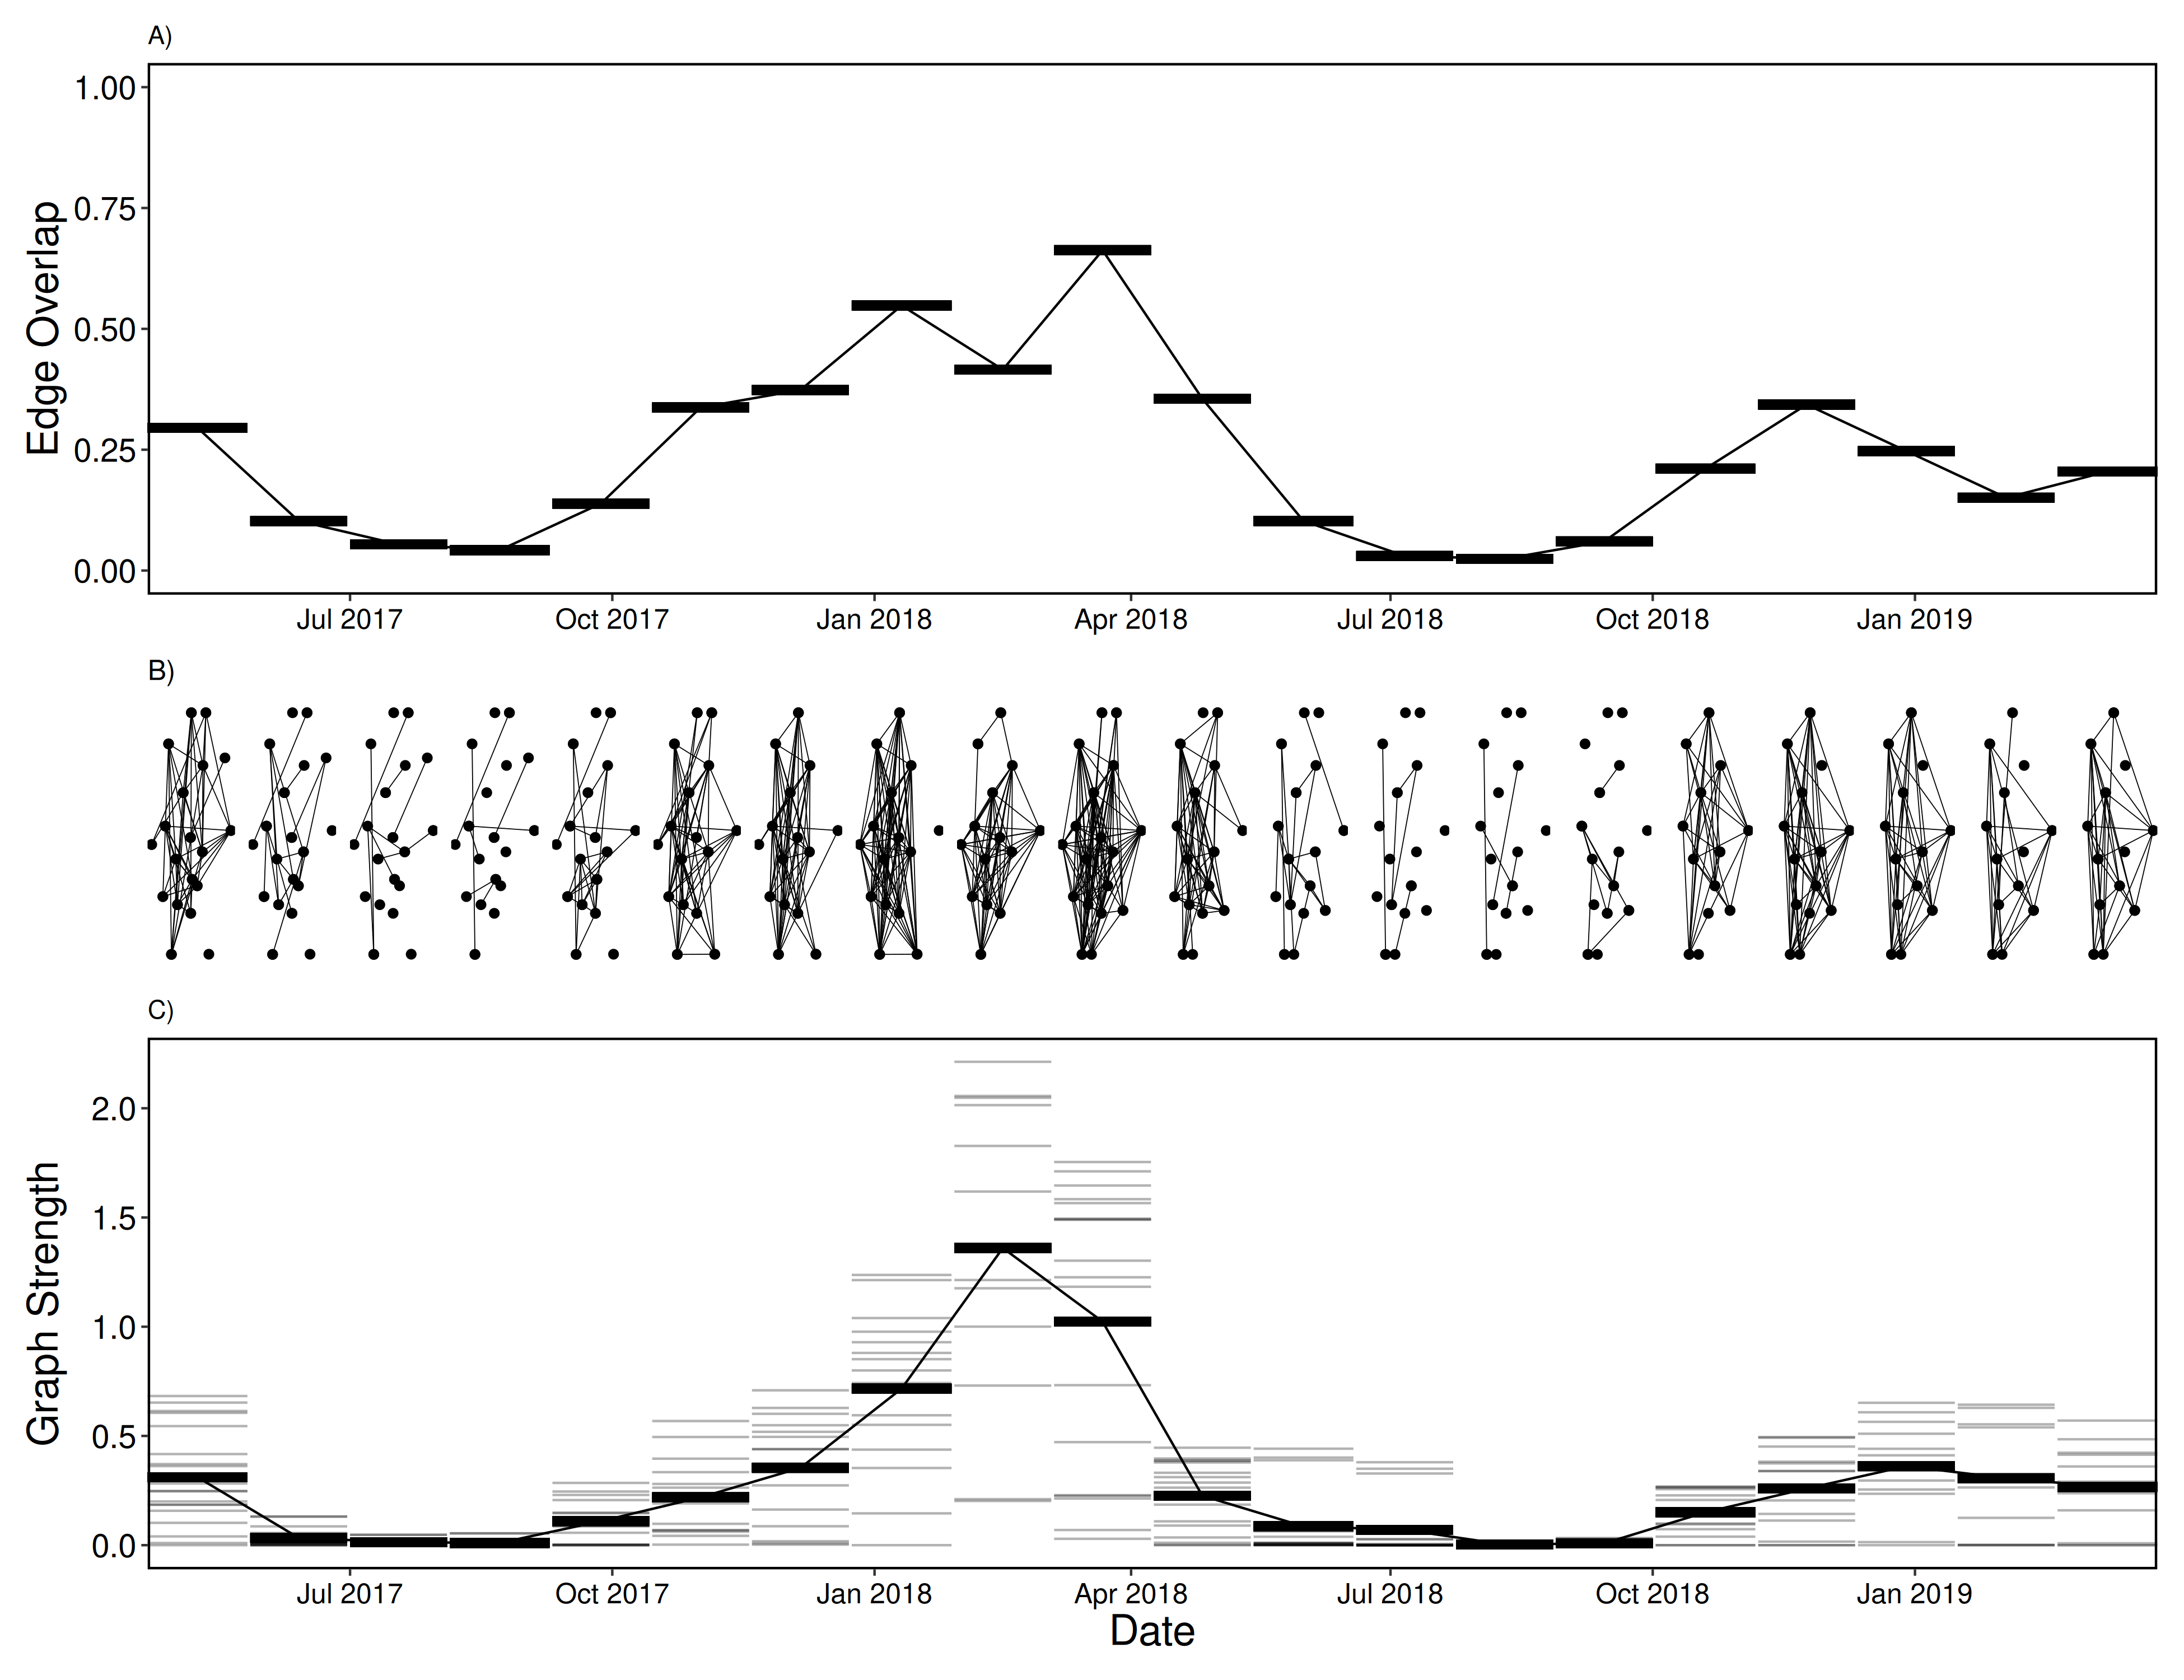 A)
Edge Overlap
1.00
0.75
0.50
0.25
0.00
Jul 2017 Oct 2017 Jan 2018 Apr 2018 Jul 2018 Oct 2018 Jan 2019
B)
C)
Graph Strength
2.0
1.5
1.0
0.5
0.0
Jul 2017 Oct 2017 Jan 2018 Apr 2018 Jul 2018 Oct 2018 Jan 2019
Date